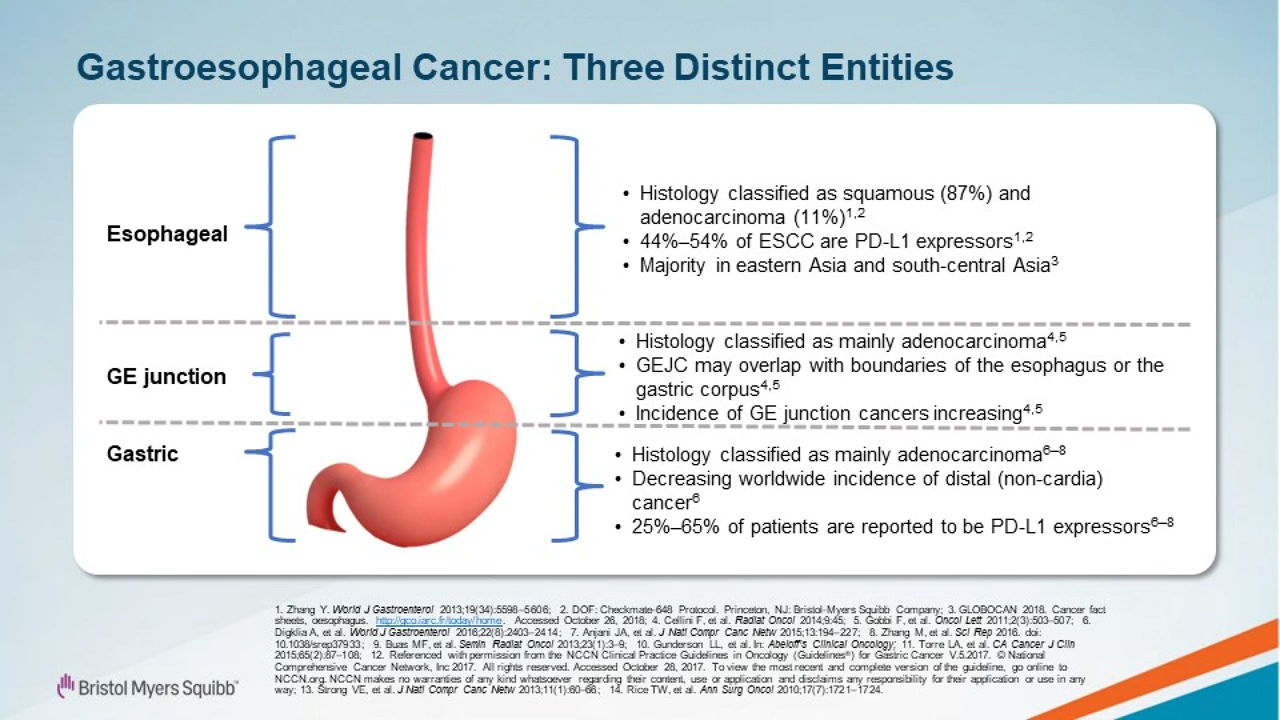 Gastroesophageal Cancer: Three Distinct Entities
Esophageal
• Histology classified as squamous (87%) and
adenocarcinoma (11%)1,2
• 44%–54% of ESCC are PD-L1 expressors1,2
• Majority in eastern Asia and south-central Asia3
GE junction
• Histology classified as mainly adenocarcinoma4,5
• GEJC may overlap with boundaries of the esophagus or the
gastric corpus4,5
• Incidence of GE junction cancers increasing4,5
Gastric
• Histology classified as mainly adenocarcinoma6–8
• Decreasing worldwide incidence of distal (non-cardia)
cancer6
• 25%–65% of patients are reported to be PD-L1 expressors6–8
1. Zhang Y. World J Gastroenterol 2013;19(34):5598–5606; 2. DOF: Checkmate-648 Protocol. Princeton, NJ: Bristol-Myers Squibb Company; 3. GLOBOCAN 2018. Cancer fact
sheets, oesophagus. http://gco.iarc.fr/today/home. Accessed October 26, 2018; 4. Cellini F, et al. Radiat Oncol 2014;9:45; 5. Gobbi F, et al. Oncol Lett 2011;2(3):503–507; 6.
Digklia A, et al. World J Gastroenterol 2016;22(8):2403–2414; 7. Anjani JA, et al. J Natl Compr Canc Netw 2015;13:194–227; 8. Zhang M, et al. Sci Rep 2016. doi:
10.1038/srep37933; 9. Buas MF, et al. Semin Radiat Oncol 2013;23(1):3–9; 10. Gunderson LL, et al. In: Abeloff's Clinical Oncology; 11. Torre LA, et al. CA Cancer J Clin
2015;65(2):87–108; 12. Referenced with permission from the NCCN Clinical Practice Guidelines in Oncology (Guidelines®) for Gastric Cancer V.5.2017. © National
Comprehensive Cancer Network, Inc 2017. All rights reserved. Accessed October 28, 2017. To view the most recent and complete version of the guideline, go online to
NCCN.org. NCCN makes no warranties of any kind whatsoever regarding their content, use or application and disclaims any responsibility for their application or use in any
way; 13. Strong VE, et al. J Natl Compr Canc Netw 2013;11(1):60–66; 14. Rice TW, et al. Ann Surg Oncol 2010;17(7):1721–1724.
Bristol Myers Squibb™